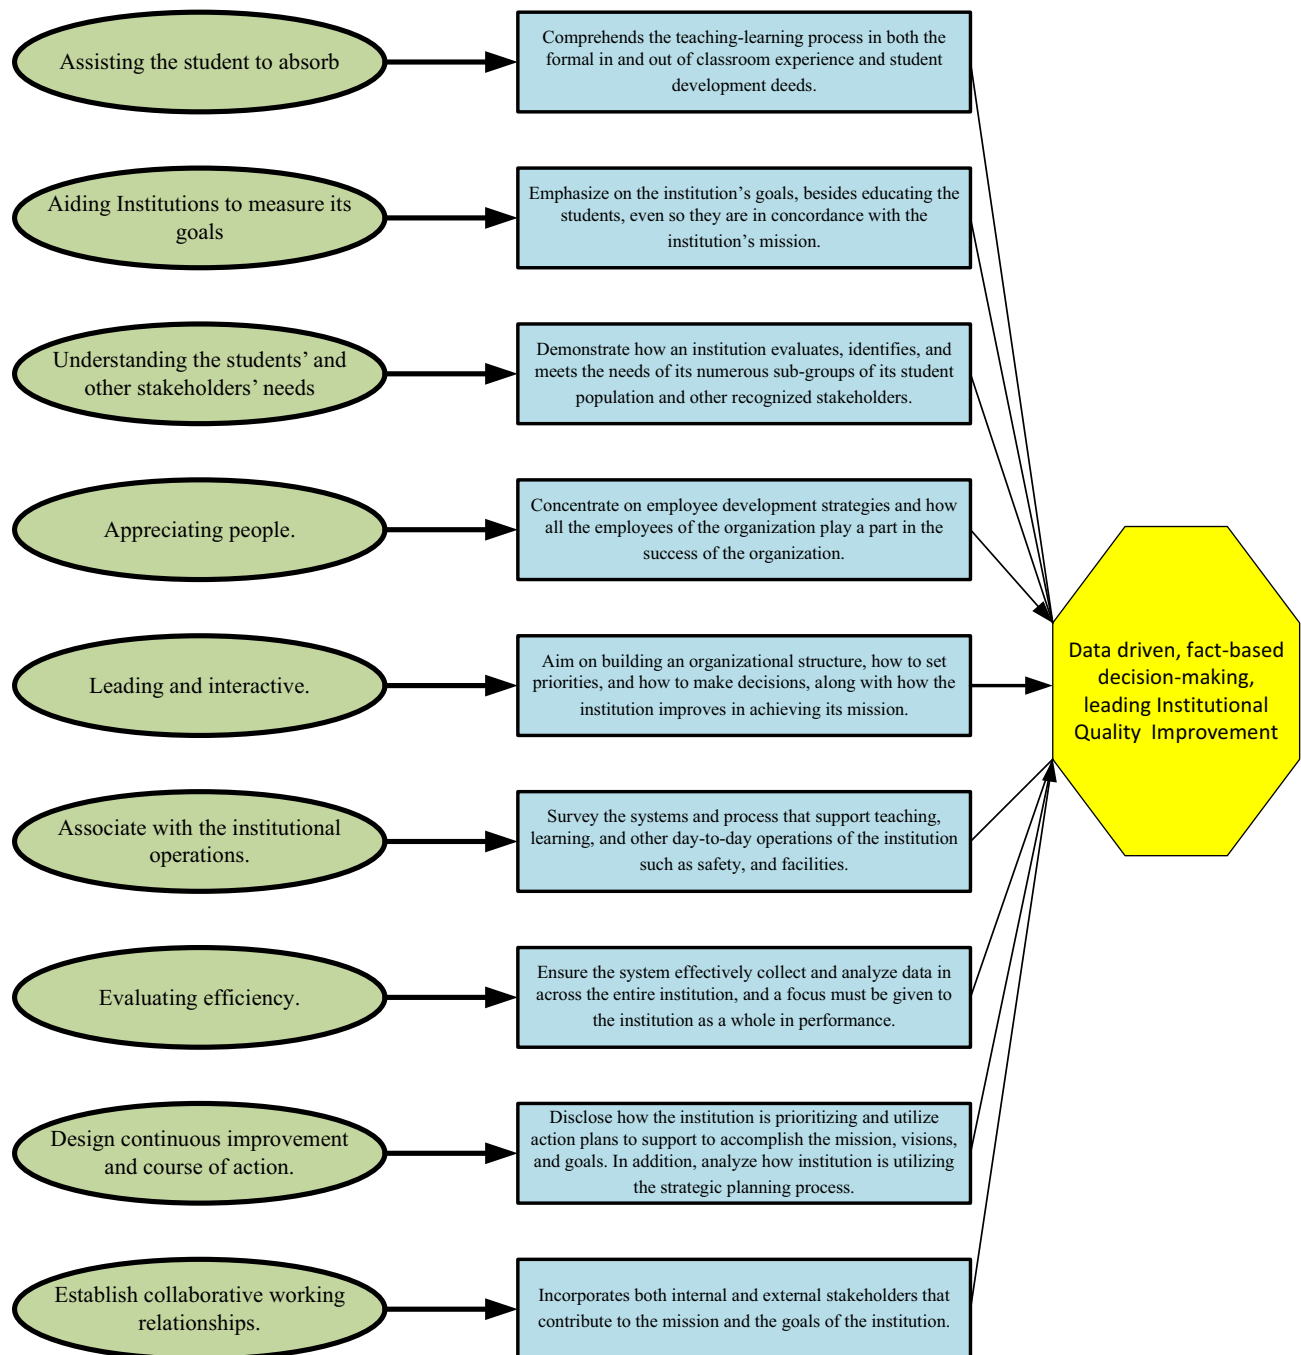 Assisting the student to absorb
Comprehends the teaching-learning process in both the
formal in and out of classroom experience and student
development deeds.
Aiding Institutions to measure its
goals
Emphasize on the institution’s goals, besides educating the
students, even so they are in concordance with the
institution’s mission.
Understanding the students’ and
other stakeholders’ needs
Demonstrate how an institution evaluates, identifies, and
meets the needs of its numerous sub-groups of its student
population and other recognized stakeholders.
Appreciating people.
Concentrate on employee development strategies and how
all the employees of the organization play a part in the
success of the organization.
Leading and interactive.
Aim on building an organizational structure, how to set
priorities, and how to make decisions, along with how the
institution improves in achieving its mission.
Data driven, fact-based
decision-making,
leading Institutional
Quality Improvement
Associate with the institutional
operations.
Survey the systems and process that support teaching,
learning, and other day-to-day operations of the institution
such as safety, and facilities.
Evaluating efficiency.
Ensure the system effectively collect and analyze data in
across the entire institution, and a focus must be given to
the institution as a whole in performance.
Design continuous improvement
and course of action.
Disclose how the institution is prioritizing and utilize
action plans to support to accomplish the mission, visions,
and goals. In addition, analyze how institution is utilizing
the strategic planning process.
Establish collaborative working
relationships.
Incorporates both internal and external stakeholders that
contribute to the mission and the goals of the institution.